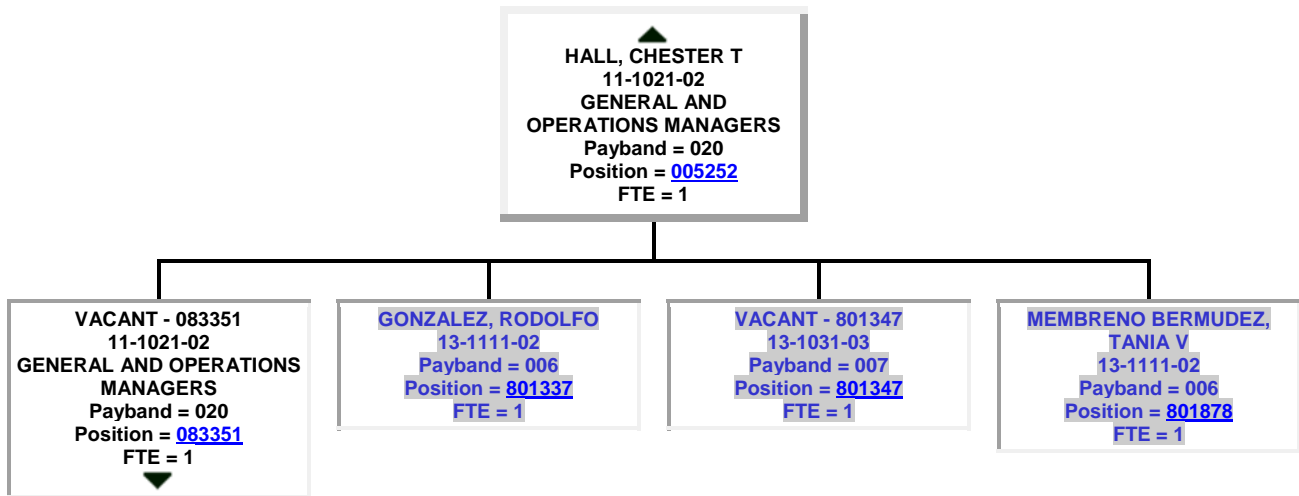 HALL, CHESTER T
11-1021-02
GENERAL AND
OPERATIONS MANAGERS
Payband = 020
Position = 005252
FTE = 1
VACANT - 083351
11-1021-02
GENERAL AND OPERATIONS
MANAGERS
Payband = 020
Position = 083351
FTE = 1
GONZALEZ, RODOLFO
13-1111-02
Payband = 006
Position = 801337
FTE = 1
VACANT - 801347
13-1031-03
Payband = 007
Position = 801347
FTE = 1
MEMBRENO BERMUDEZ,
TANIA V
13-1111-02
Payband = 006
Position = 801878
FTE = 1